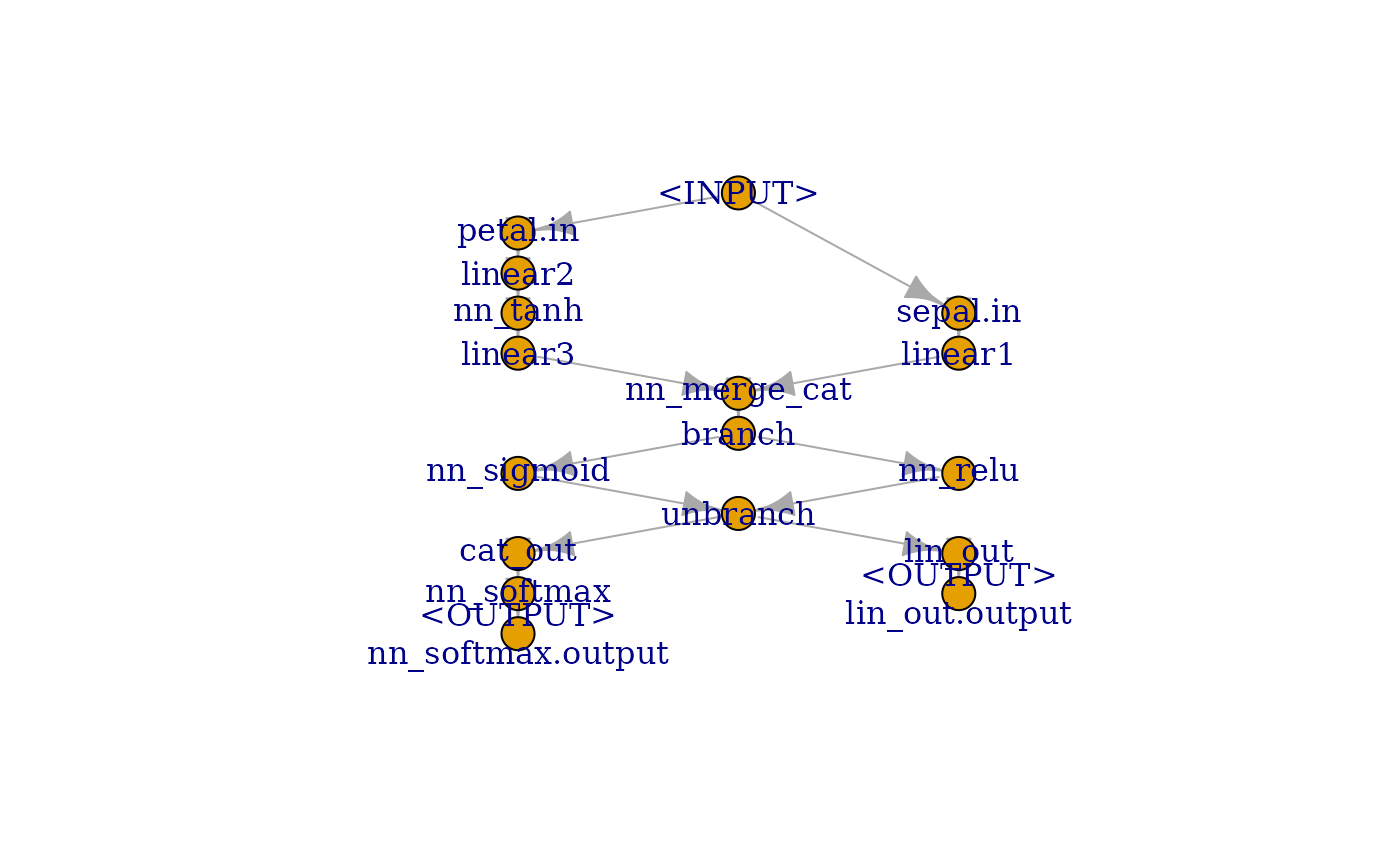 <INPUT>
petal.in
linear2
nn_tanh
sepal.in
linear3
linear1
nn_merge_cat
branch
nn_sigmoid
nn_relu
unbranch
cat_out
lin_out
nn_softmax
<OUTPUT>
lin_out.output
<OUTPUT>
nn_softmax.output